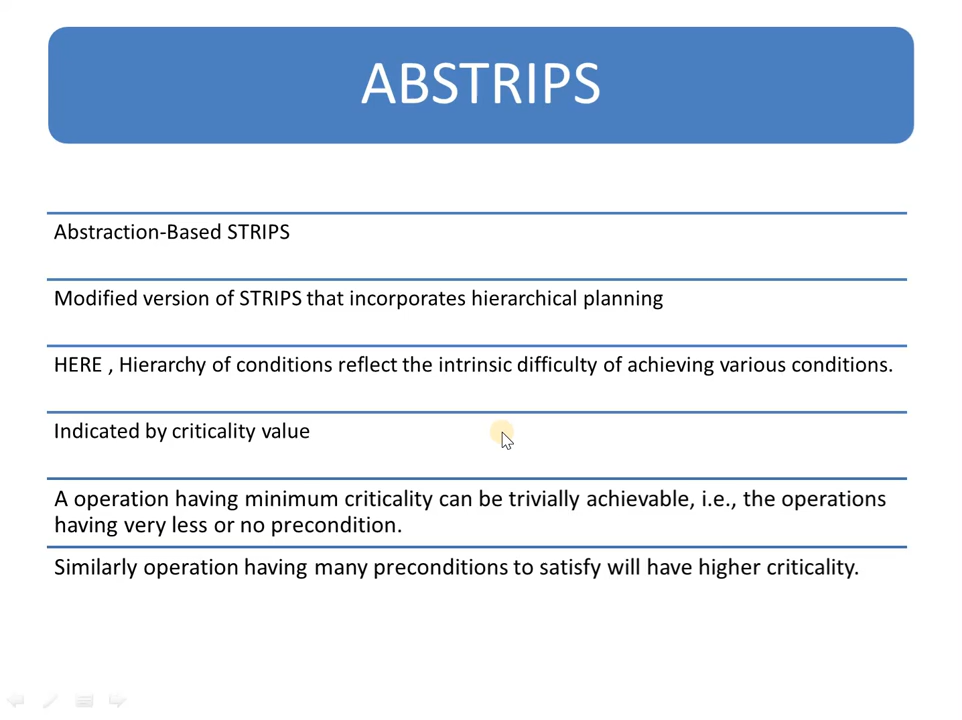 ABSTRIPS
Abstraction-Based STRIPS
Modified version of STRIPS that incorporates hierarchical planning
HERE , Hierarchy of conditions reflect the intrinsic difficulty of achieving various conditions.
Indicated by criticality value
A operation having minimum criticality can be trivially achievable, i.e., the operations
having very less or no precondition.
Similarly operation having many preconditions to satisfy will have higher criticality.